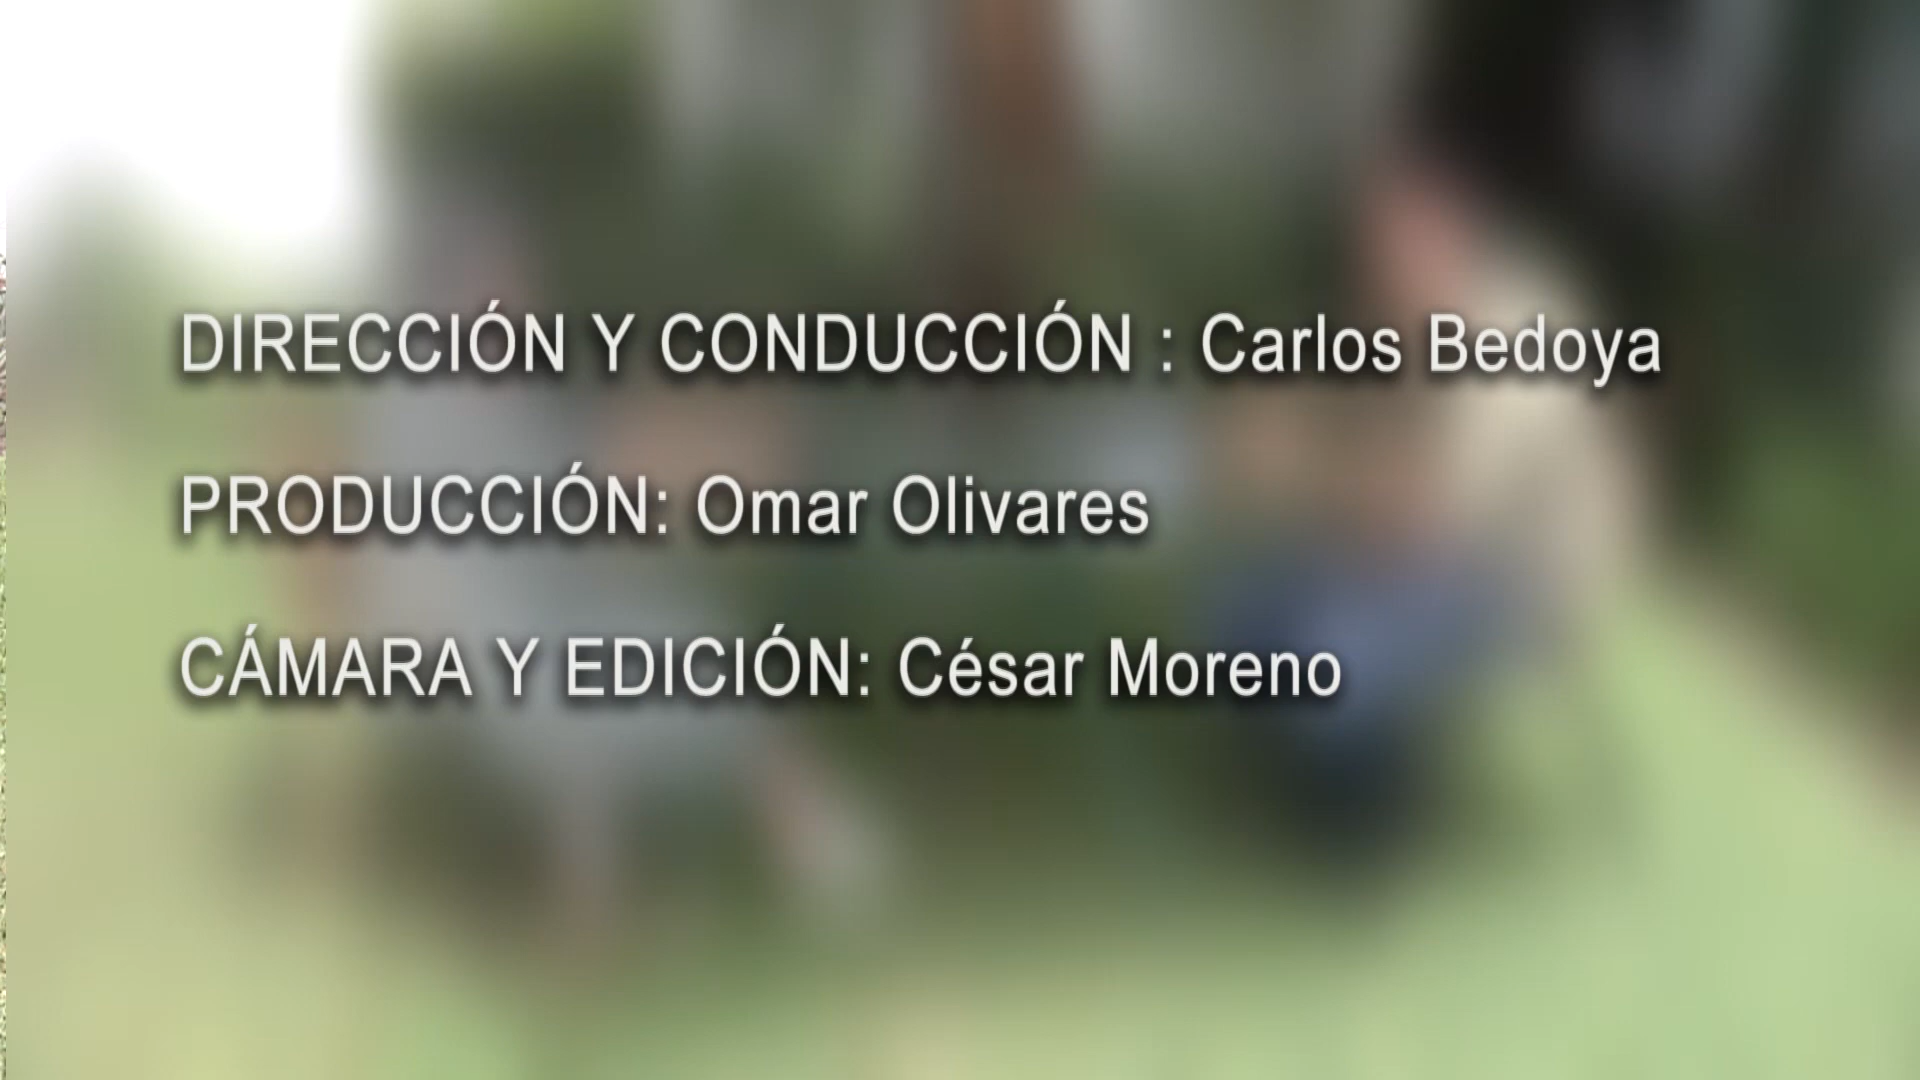 DIRECCIÓN Y CONDUCCIÓN : Carlos Bedoya
PRODUCCIÓN: Omar Olivares
CÁMARA Y EDICIÓN: César Moreno